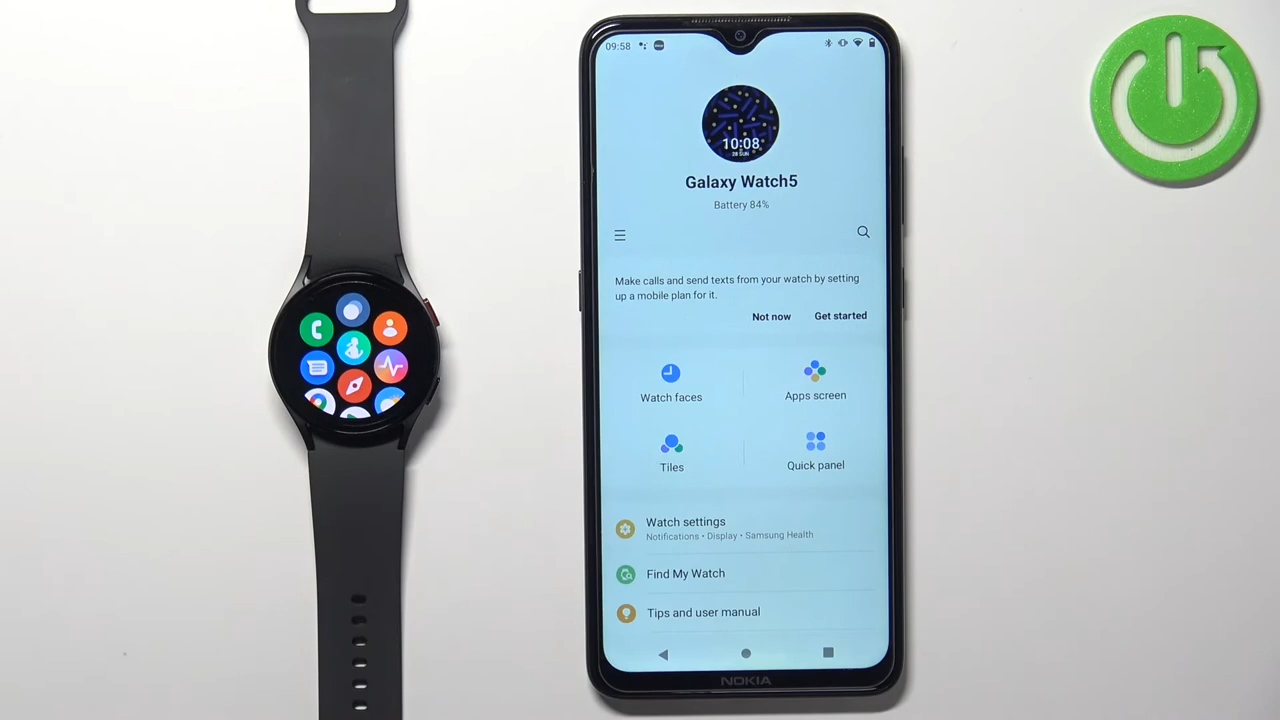 09:58
10:08
28 SUN
Galaxy Watch5
Battery 84%
Make calls and send texts from your watch by setting
up a mobile plan for it.
Not now
Get started
Watch faces
Apps screen
Tiles
Quick panel
Watch settings
Notifications • Display • Samsung Health
Find My Watch
Tips and user manual
NOKIA